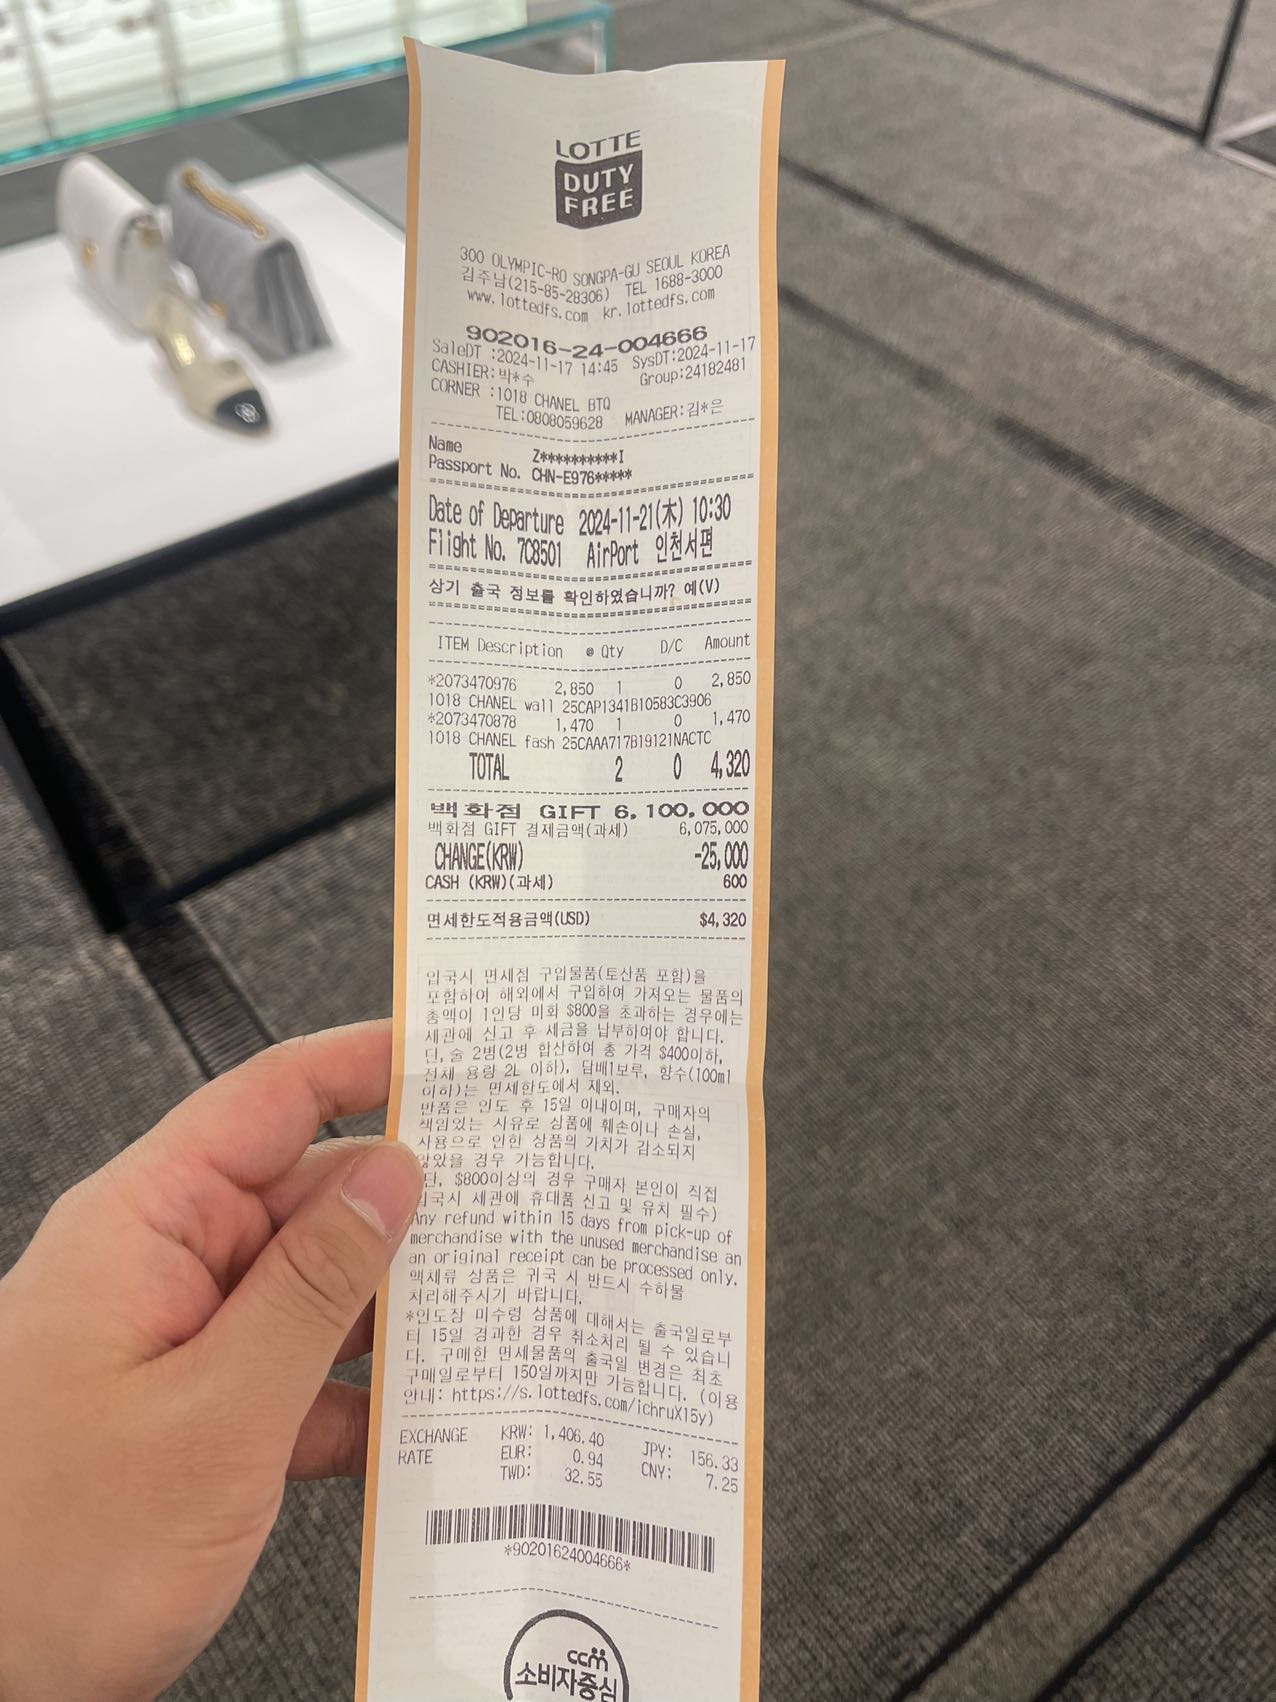 LOTTE
DUTY
FREE
300 OLYMPIC-RO SONGPA-GU SEOUL KOREA
김주남(215-85-28306) TEL 1688-3000
www.lottedfs.com kr.lottedfs.com
902016-24-004666
SaleDT :2024-11-17 14:45 SysDT:2024-11-17
CASHIER:박*수 Group:24182481
CORNER :1018 CHANEL BTQ
TEL:0808059628 MANAGER:김*은
Name Z**********I
Passport No. CHN-E976*****
Date of Departure 2024-11-21(木) 10:30
Flight No. 7C8501 AirPort 인천서편
상기 출국 정보를 확인하였습니까? 예(V)
ITEM Description @ Qty D/C Amount
*2073470976 2,850 1 0 2,850
1018 CHANEL wall 25CAP1341B10583C3906
*2073470878 1,470 1 0 1,470
1018 CHANEL fash 25CAAA717B19121NACTC
TOTAL 2 0 4,320
백화점 GIFT 6,100,000
백화점 GIFT 결제금액(과세) 6,075,000
CHANGE(KRW) -25,000
CASH (KRW)(과세) 600
면세한도적용금액(USD) $4,320
입국시 면세점 구입물품(토산품 포함)을
포함하여 해외에서 구입하여 가져오는 물품의
총액이 1인당 미화 $800을 초과하는 경우에는
세관에 신고 후 세금을 납부하여야 합니다.
단,술 2병(2병 합산하여 총 가격 $400이하,
전체 용량 2L 이하), 담배1보루, 향수(100ml
이하)는 면세한도에서 제외.
반품은 인도 후 15일 이내이며, 구매자의
책임있는 사유로 상품에 훼손이나 손실,
사용으로 인한 상품의 가치가 감소되지
않았을 경우 가능합니다.
단, $800이상의 경우 구매자 본인이 직접
입국시 세관에 휴대품 신고 및 유치 필수)
Any refund within 15 days from pick-up of
merchandise with the unused merchandise an
an original receipt can be processed only.
액체류 상품은 귀국 시 반드시 수하물
처리해주시기 바랍니다.
*인도장 미수령 상품에 대해서는 출국일로부
터 15일 경과한 경우 취소처리 될 수 있습니
다. 구매한 면세물품의 출국일 변경은 최초
구매일로부터 150일까지만 가능합니다. (이용
안내: https://s.lottedfs.com/ichruX15y)
EXCHANGE KRW: 1,406.40 JPY: 156.33
RATE EUR: 0.94 CNY: 7.25
TWD: 32.55
*90201624004666*
ccm
소비자중심